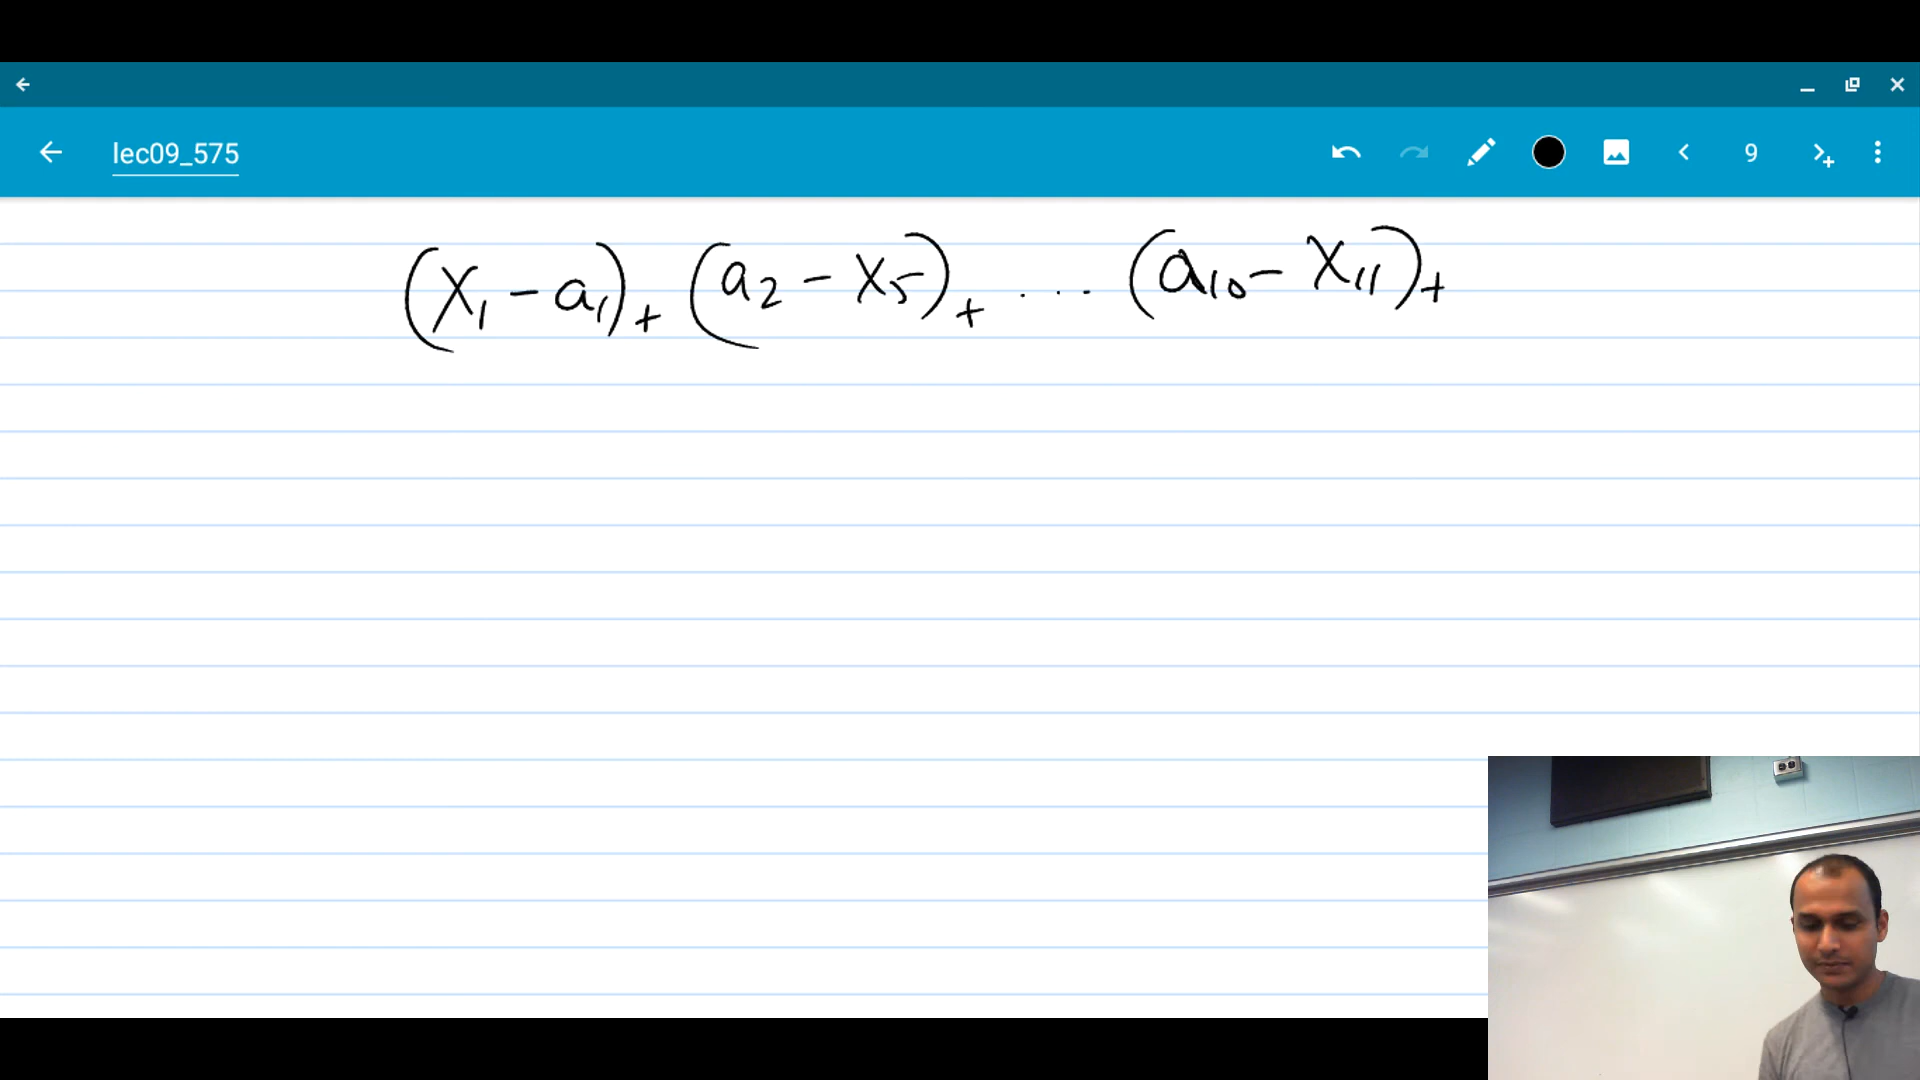 lec09_575
9
(x₁ - a₁)₊ (a₂ - x₅)₊ .... (a₁₀ - x₁₁)₊